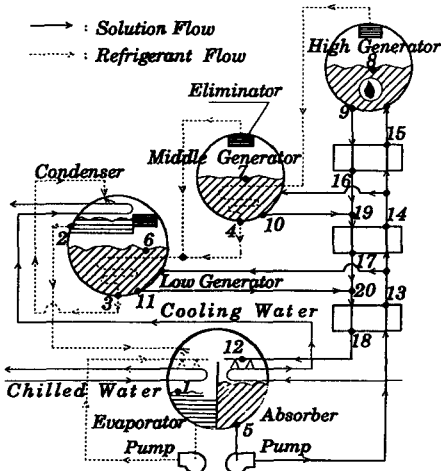 : Solution Flow
: Refrigerant Flow
High Generator
8
Eliminator
9
15
Condenser
Middle Generator
7
16
4
10
19
14
2
6
17
Low Generator
3
11
20
13
Cooling Water
12
18
Chilled Water
1
Evaporator
5
Absorber
Pump
Pump